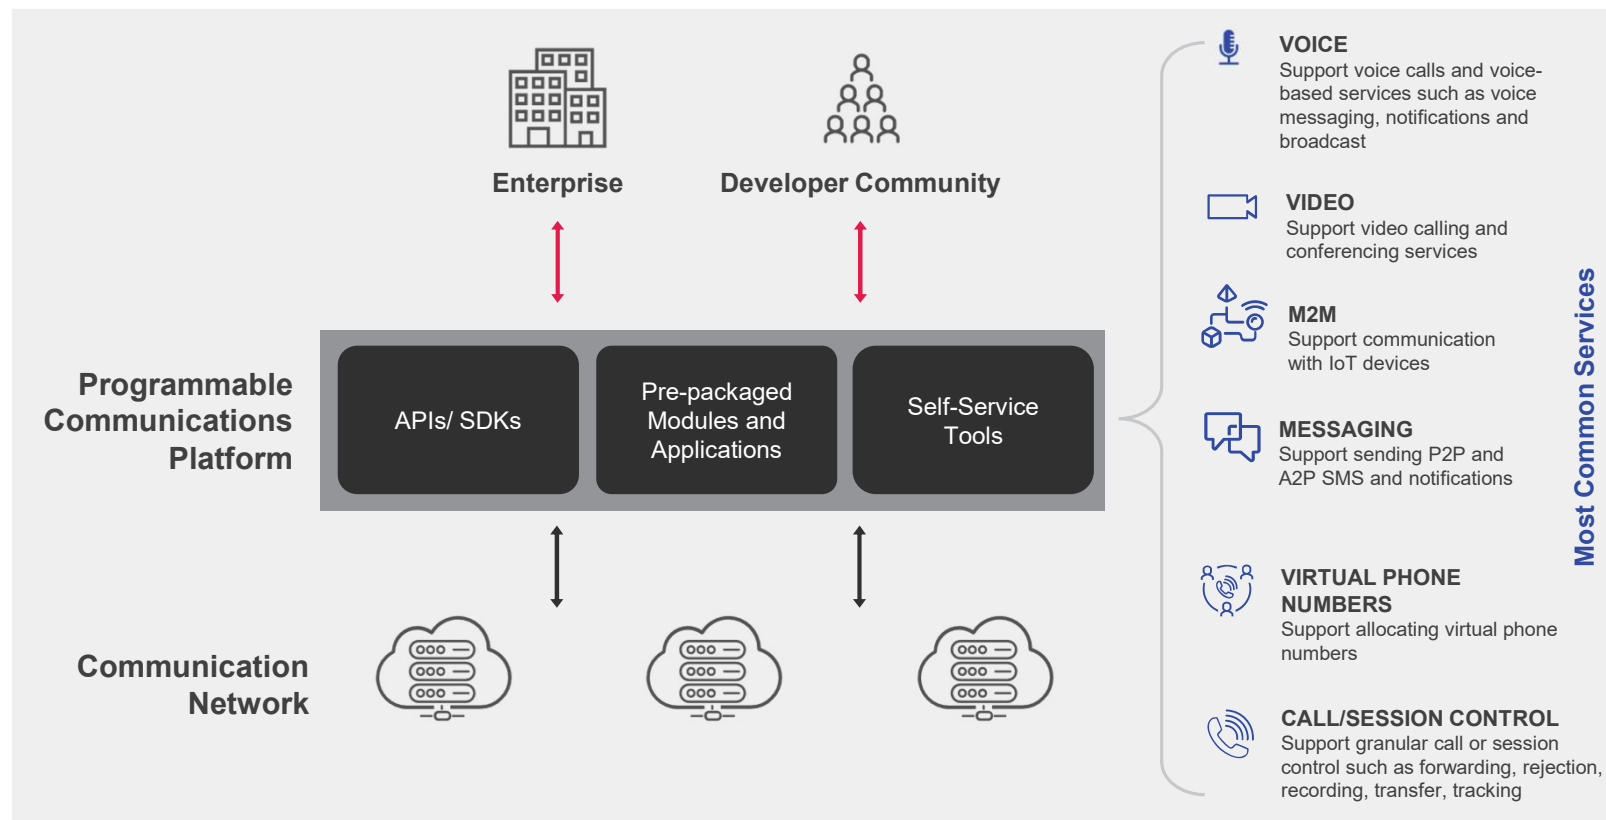 Enterprise
Developer Community
Programmable
Communications
Platform
APIs/ SDKs
Pre-packaged
Modules and
Applications
Self-Service
Tools
Communication
Network
VOICE
Support voice calls and voice-
based services such as voice
messaging, notifications and
broadcast
VIDEO
Support video calling and
conferencing services
M2M
Support communication
with IoT devices
MESSAGING
Support sending P2P and
A2P SMS and notifications
VIRTUAL PHONE
NUMBERS
Support allocating virtual phone
numbers
CALL/SESSION CONTROL
Support granular call or session
control such as forwarding, rejection,
recording, transfer, tracking
Most Common Services